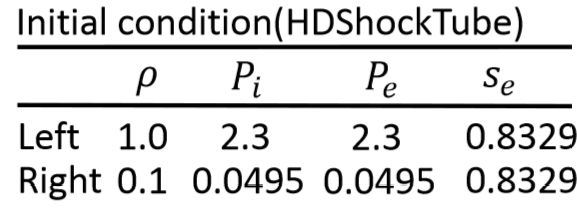 Initial condition(HDShockTube)
ρ P_i P_e s_e
Left 1.0 2.3 2.3 0.8329
Right 0.1 0.0495 0.0495 0.8329